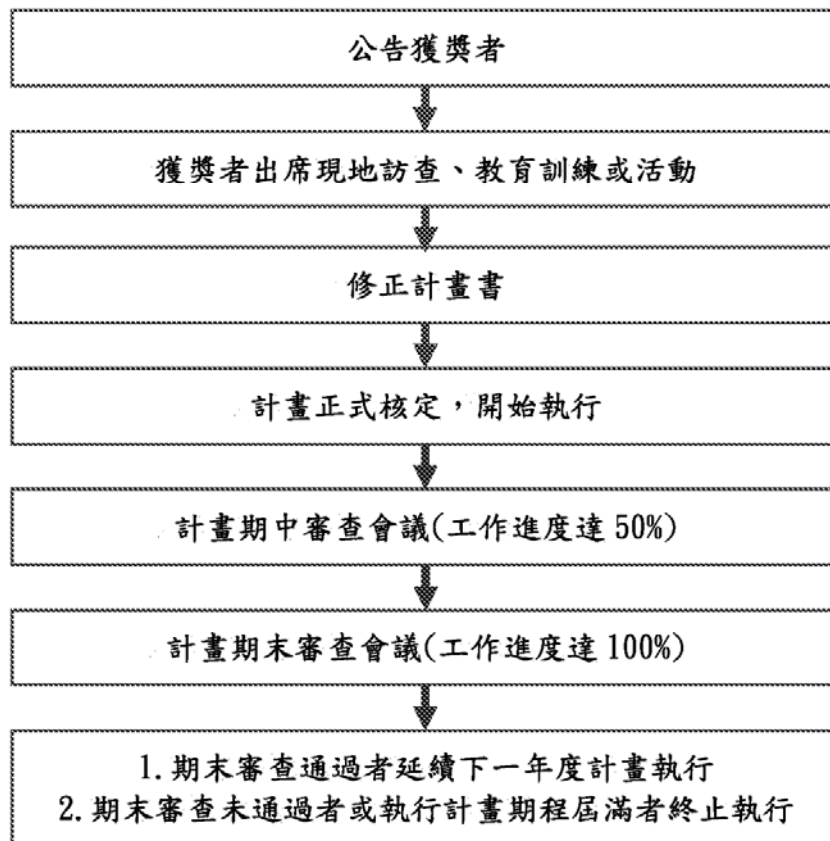 公告獲獎者
獲獎者出席現地訪查、教育訓練或活動
修正計畫書
計畫正式核定，開始執行
計畫期中審查會議(工作進度達 50%)
計畫期末審查會議(工作進度達 100%)
1.期末審查通過者延續下一年度計畫執行
2.期末審查未通過者或執行計畫期程屆滿者終止執行